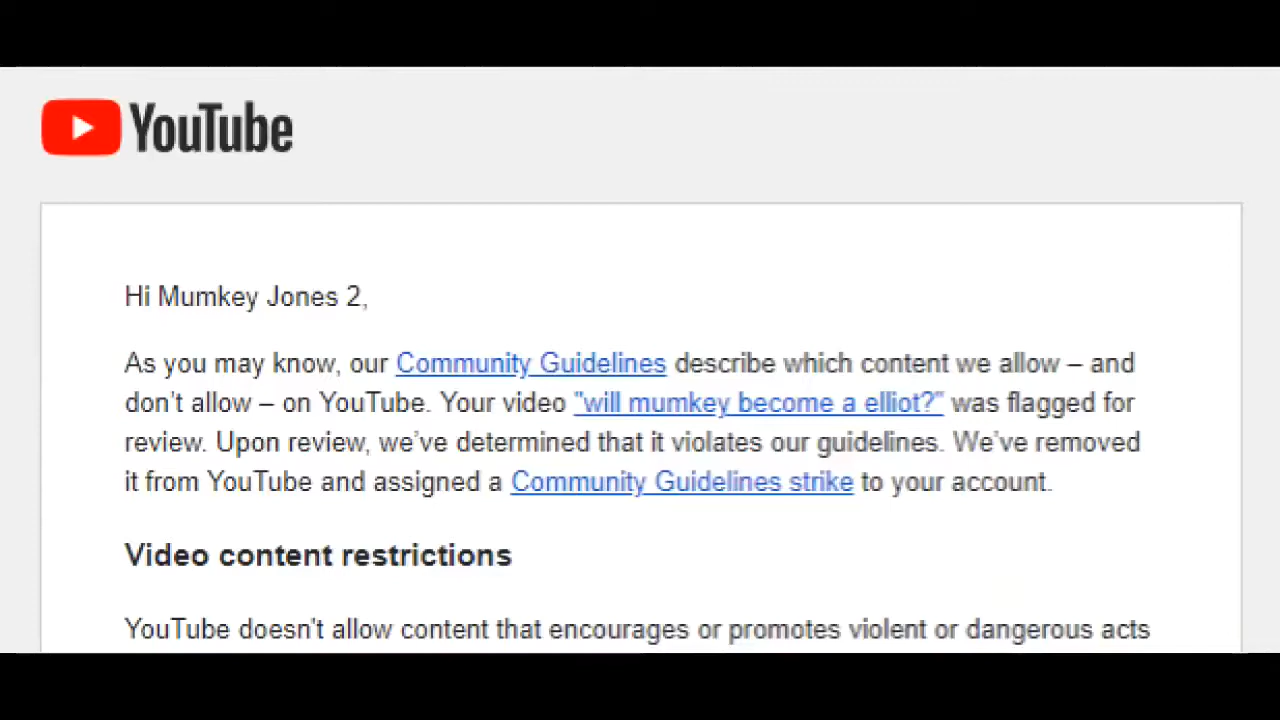 YouTube
Hi Mumkey Jones 2,
As you may know, our Community Guidelines describe which content we allow – and
don't allow – on YouTube. Your video "will mumkey become a elliot?" was flagged for
review. Upon review, we've determined that it violates our guidelines. We've removed
it from YouTube and assigned a Community Guidelines strike to your account.
Video content restrictions
YouTube doesn't allow content that encourages or promotes violent or dangerous acts